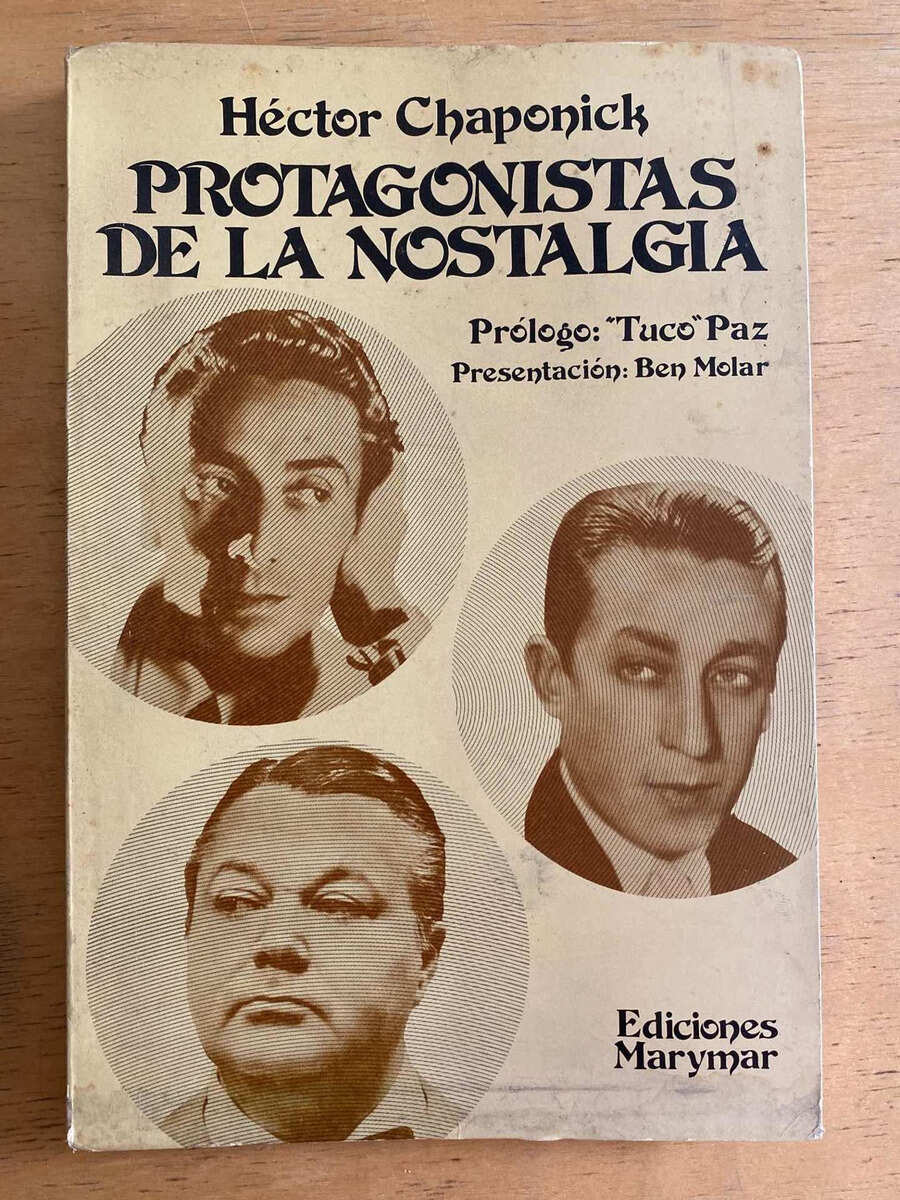 Héctor Chaponick
PROTAGONISTAS
DE LA NOSTALGIA
Prólogo: "Tuco" Paz
Presentación: Ben Molar
Ediciones
Marymar